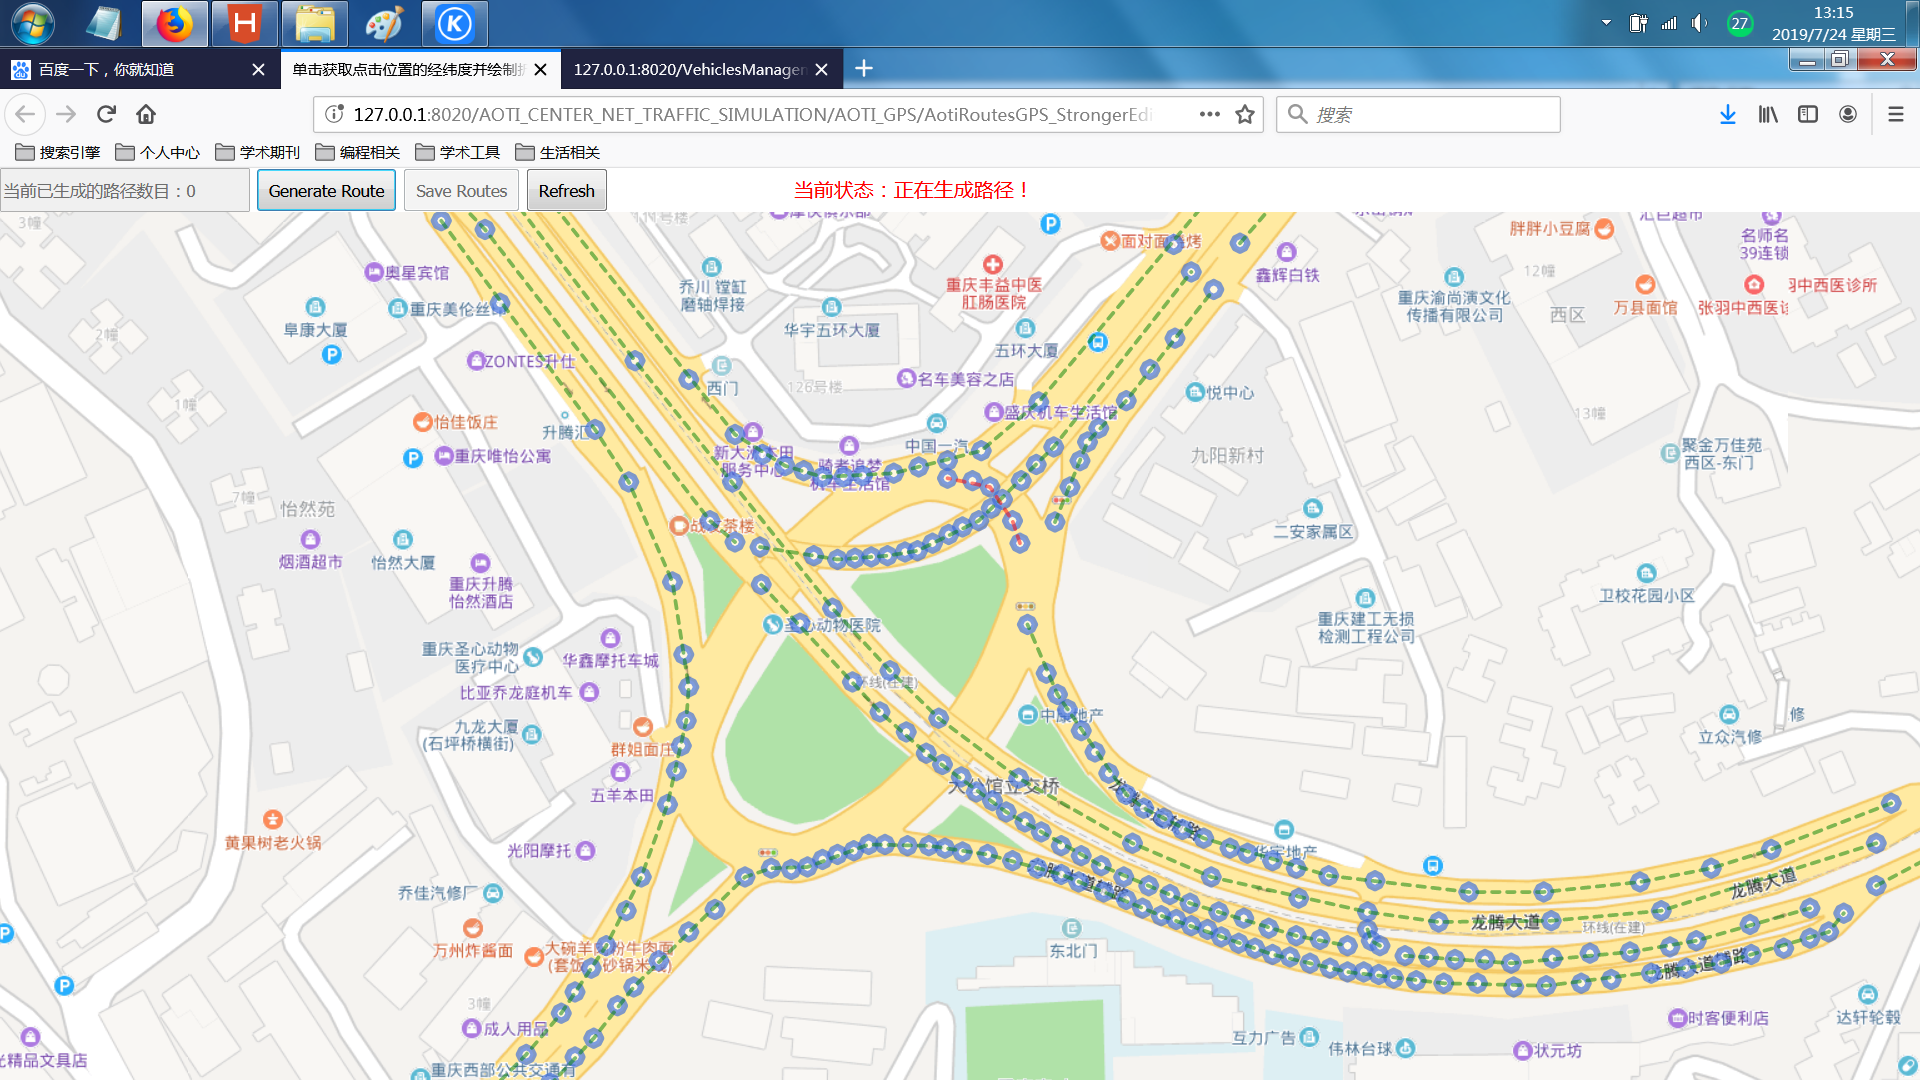 27
13:15
2019/7/24 星期三
百度一下，你就知道
单击获取点击位置的经纬度并绘制
127.0.0.1:8020/VehiclesManage
127.0.0.1:8020/AOTI_CENTER_NET_TRAFFIC_SIMULATION/AOTI_GPS/AotiRoutesGPS_StrongerEdi
搜索
搜索引擎
个人中心
学术期刊
编程相关
学术工具
生活相关
当前已生成的路径数目：0
Generate Route
Save Routes
Refresh
当前状态：正在生成路径！
3幢
奥星宾馆
阜康大厦
重庆美伦丝
2幢
ZONTES升仕
1幢
怡佳饭庄
升腾汇
重庆唯怡公寓
7幢
怡然苑
烟酒超市
怡然大厦
重庆升腾
怡然酒店
乔川 镗缸
磨轴焊接
华宇五环大厦
西门
126号楼
名车美容之店
重庆丰益中医
肛肠医院
五环大厦
面对面 烤
鑫辉白铁
盛庆机车生活馆
中国一汽
新大洲本田
服务中心
骑者追梦
机车生活馆
悦中心
九阳新村
二安家属区
重庆建工无损
检测工程公司
胖胖小豆腐
12幢
重庆渝尚演文化
传播有限公司
西区
万县面馆
名师名
39连锁
张羽中西医诊
羽中西医诊所
13幢
聚金万佳苑
西区-东门
卫校花园小区
立众汽修
修
圣心动物医院
重庆圣心动物
医疗中心
华鑫摩托车城
比亚乔龙庭机车
九龙大厦
(石坪桥横街)
群姐面庄
五羊本田
光阳摩托
黄果树老火锅
乔佳汽修厂
万州炸酱面
3幢
成人用品
重庆西部公共交通有
环线(在建)
中原地产
大公馆立交桥
华宇地产
龙腾大道
龙腾大道
环线(在建)
东北门
互力广告
伟林台球
状元坊
时客便利店
达轩轮毂